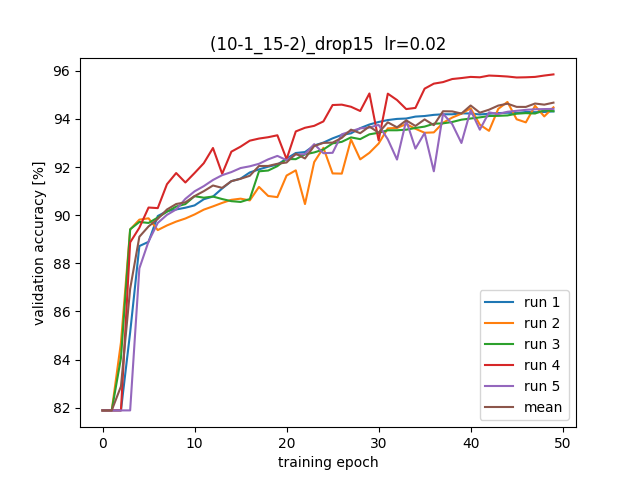 (10-1_15-2)_drop15  lr=0.02
validation accuracy [%]
96
94
92
90
88
86
84
82
0
10
20
30
40
50
training epoch
run 1
run 2
run 3
run 4
run 5
mean